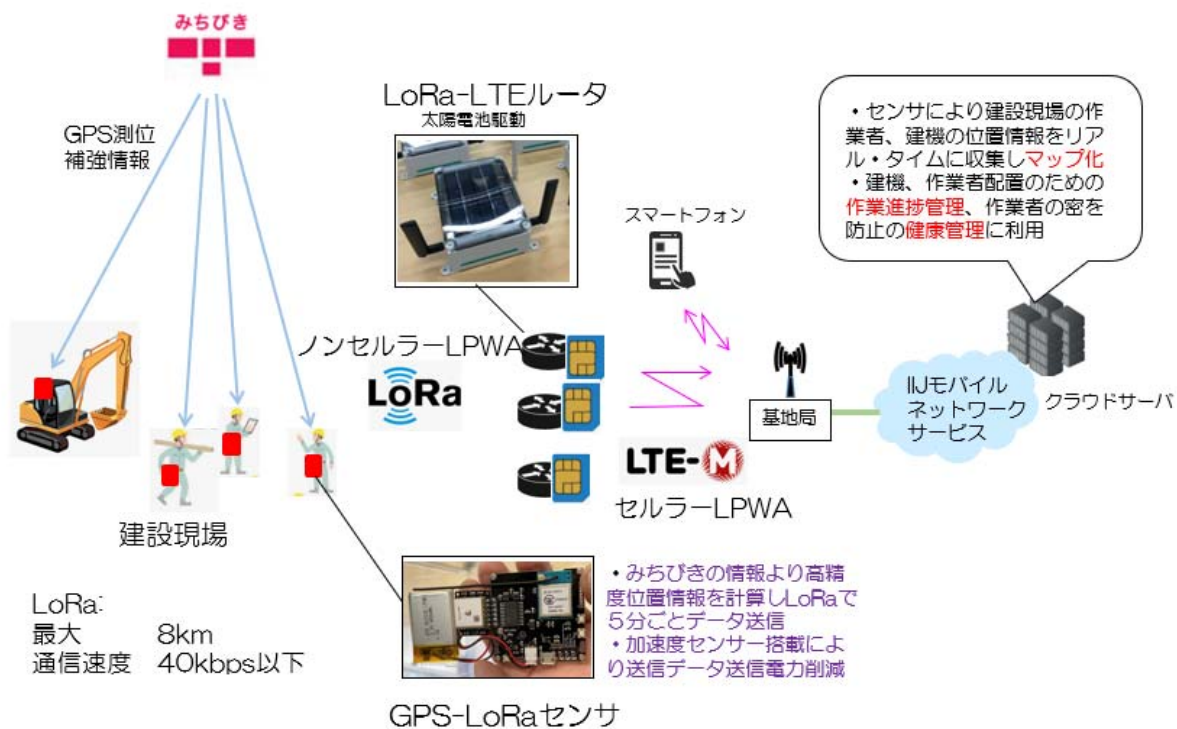 みちびき
GPS測位
補強情報
LoRa-LTEルータ
太陽電池駆動
スマートフォン
・センサにより建設現場の作
業者、建機の位置情報をリア
ル・タイムに収集しマップ化
・建機、作業者配置のための
作業進捗管理、作業者の密を
防止の健康管理に利用
ノンセルラーLPWA
LoRa
LTE-M
セルラーLPWA
基地局
IIJモバイル
ネットワーク
サービス
クラウドサーバ
建設現場
LoRa:
最大 8km
通信速度 40kbps以下
・みちびきの情報より高精
度位置情報を計算しLoRaで
5分ごとデータ送信
・加速度センサー搭載によ
り送信データ送信電力削減
GPS-LoRaセンサ